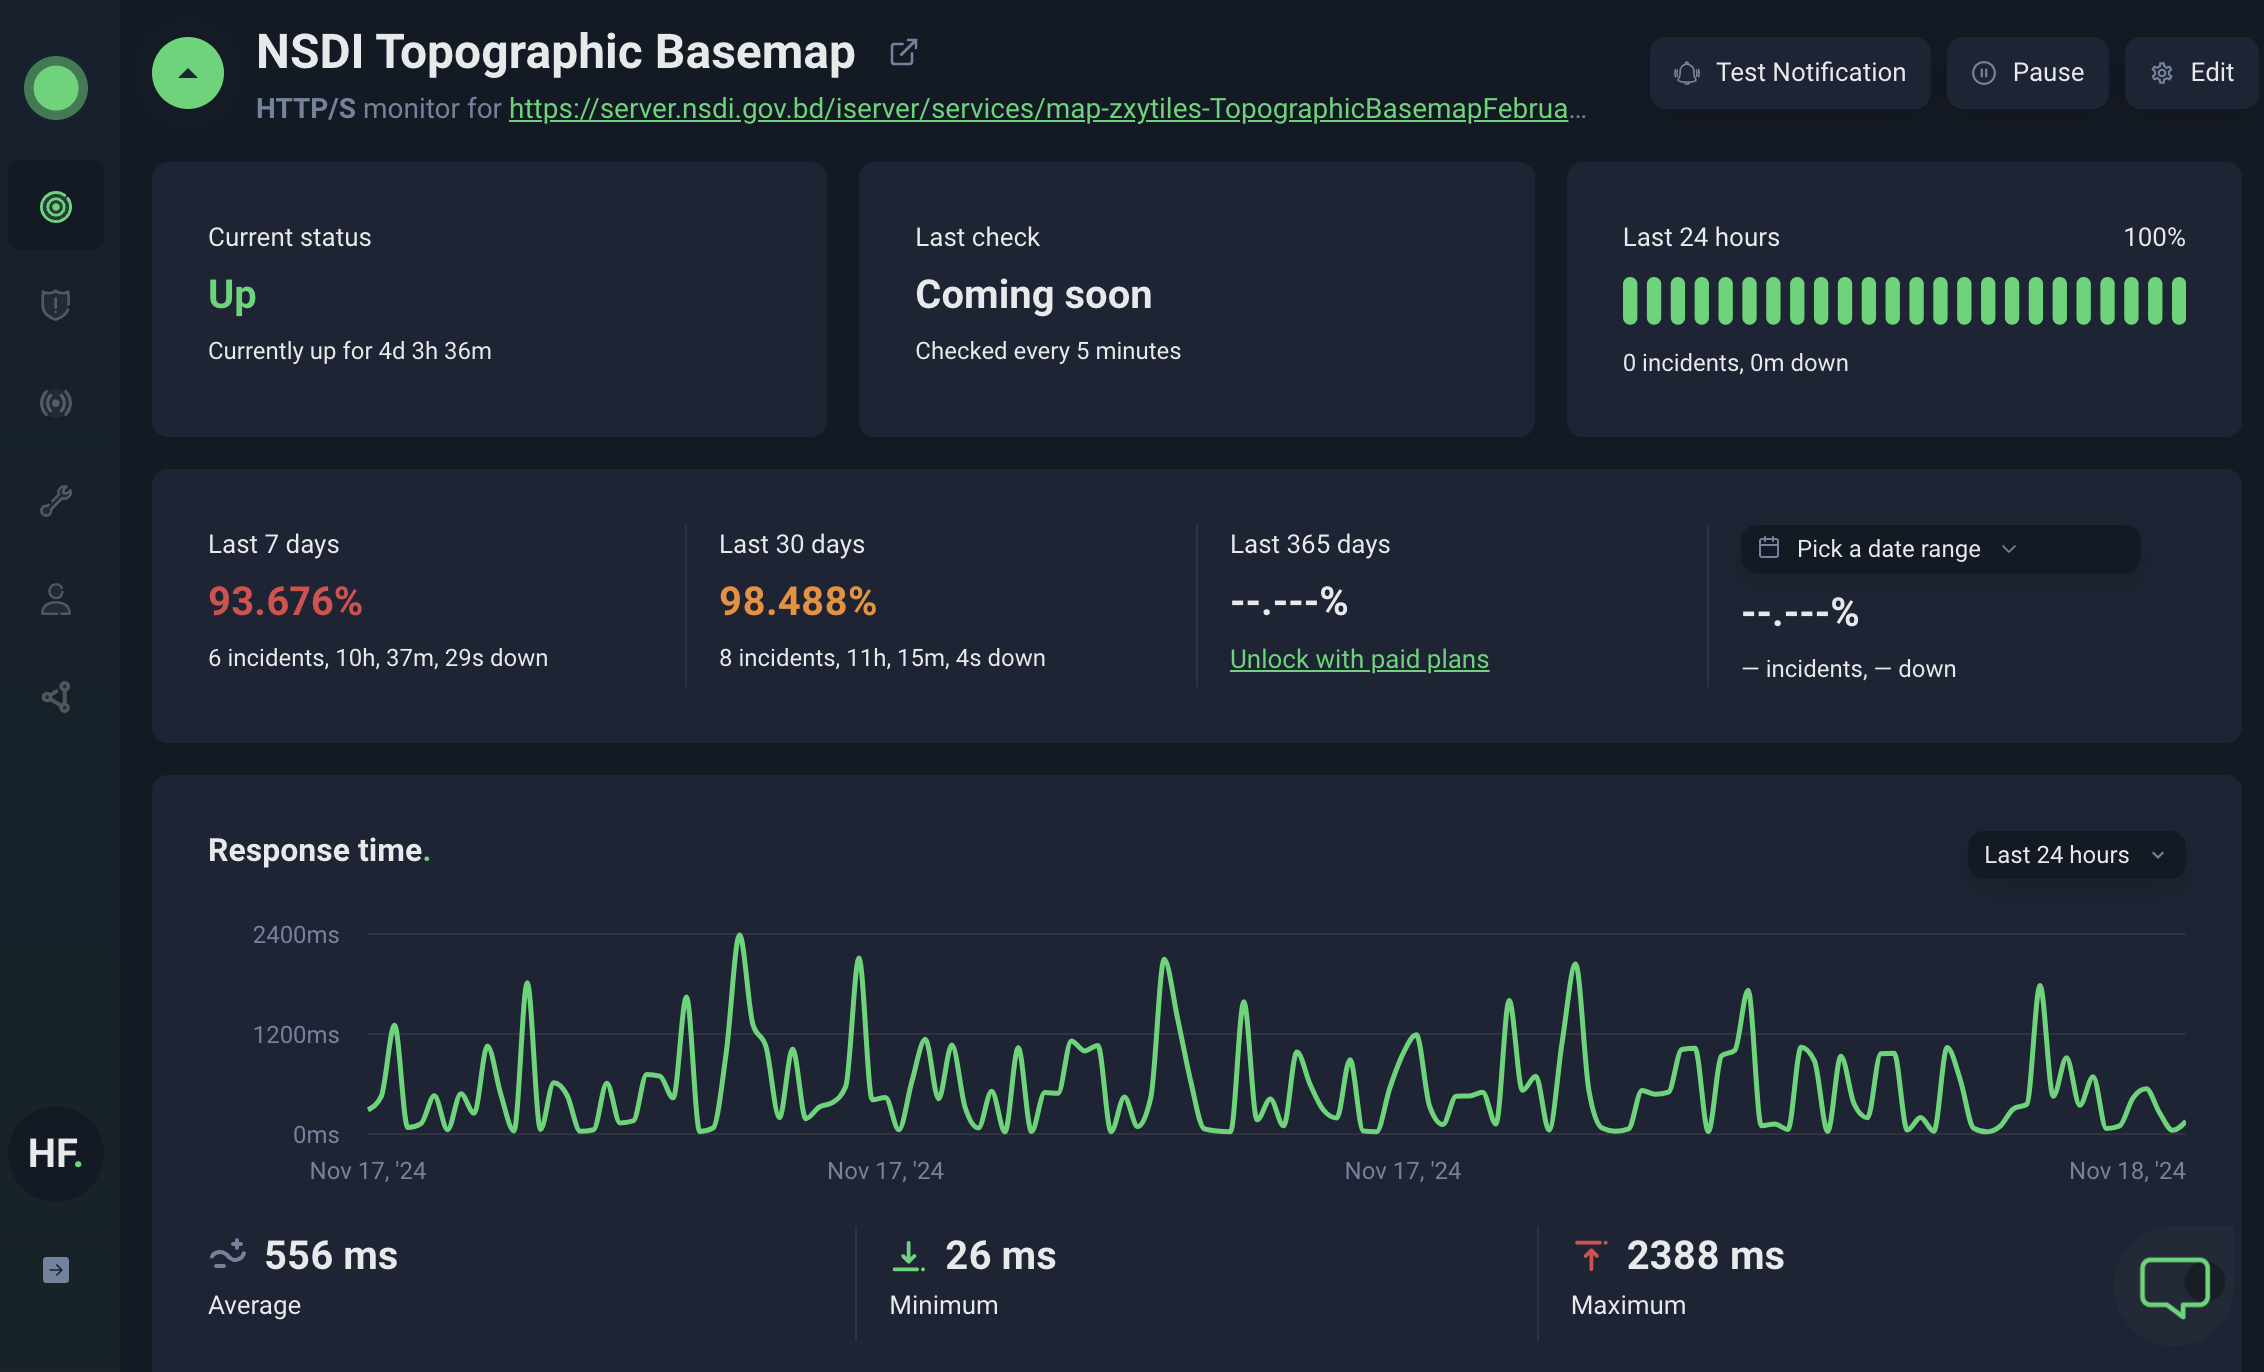 NSDI Topographic Basemap
HTTP/S monitor for https://server.nsdi.gov.bd/iserver/services/map-zxytiles-TopographicBasemapFebrua...
Test Notification
Pause
Edit
Current status
Up
Currently up for 4d 3h 36m
Last check
Coming soon
Checked every 5 minutes
Last 24 hours 100%
0 incidents, 0m down
Last 7 days
93.676%
6 incidents, 10h, 37m, 29s down
Last 30 days
98.488%
8 incidents, 11h, 15m, 4s down
Last 365 days
--.---%
Unlock with paid plans
Pick a date range
--.---%
— incidents, — down
Response time.
Last 24 hours
2400ms
1200ms
0ms
Nov 17, '24
Nov 17, '24
Nov 17, '24
Nov 18, '24
HF.
556 ms
Average
26 ms
Minimum
2388 ms
Maximum